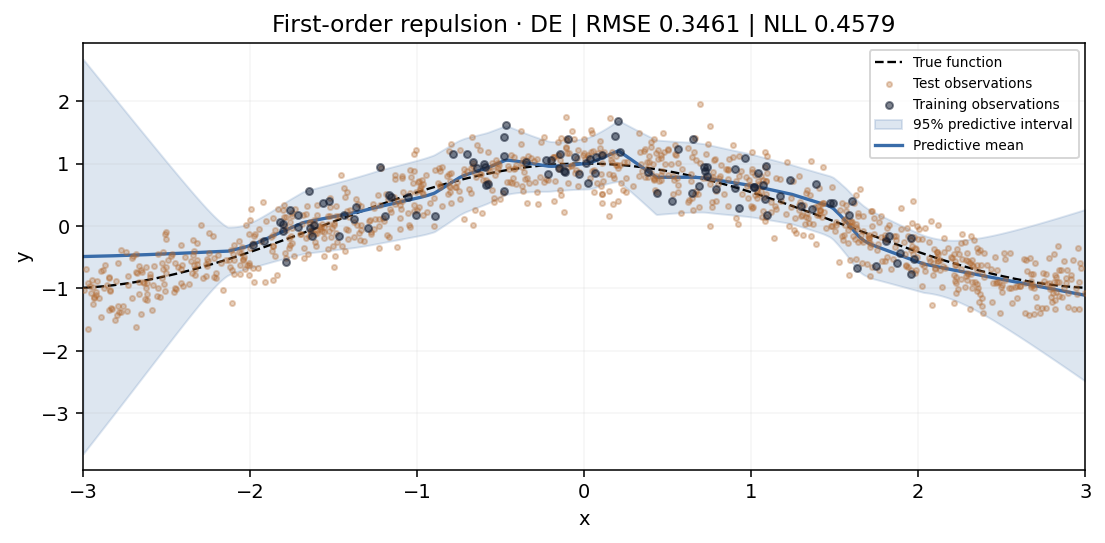 First-order repulsion · DE | RMSE 0.3461 | NLL 0.4579
True function
Test observations
Training observations
95% predictive interval
Predictive mean
y
2
1
0
−1
−2
−3
−3
−2
−1
0
1
2
3
x